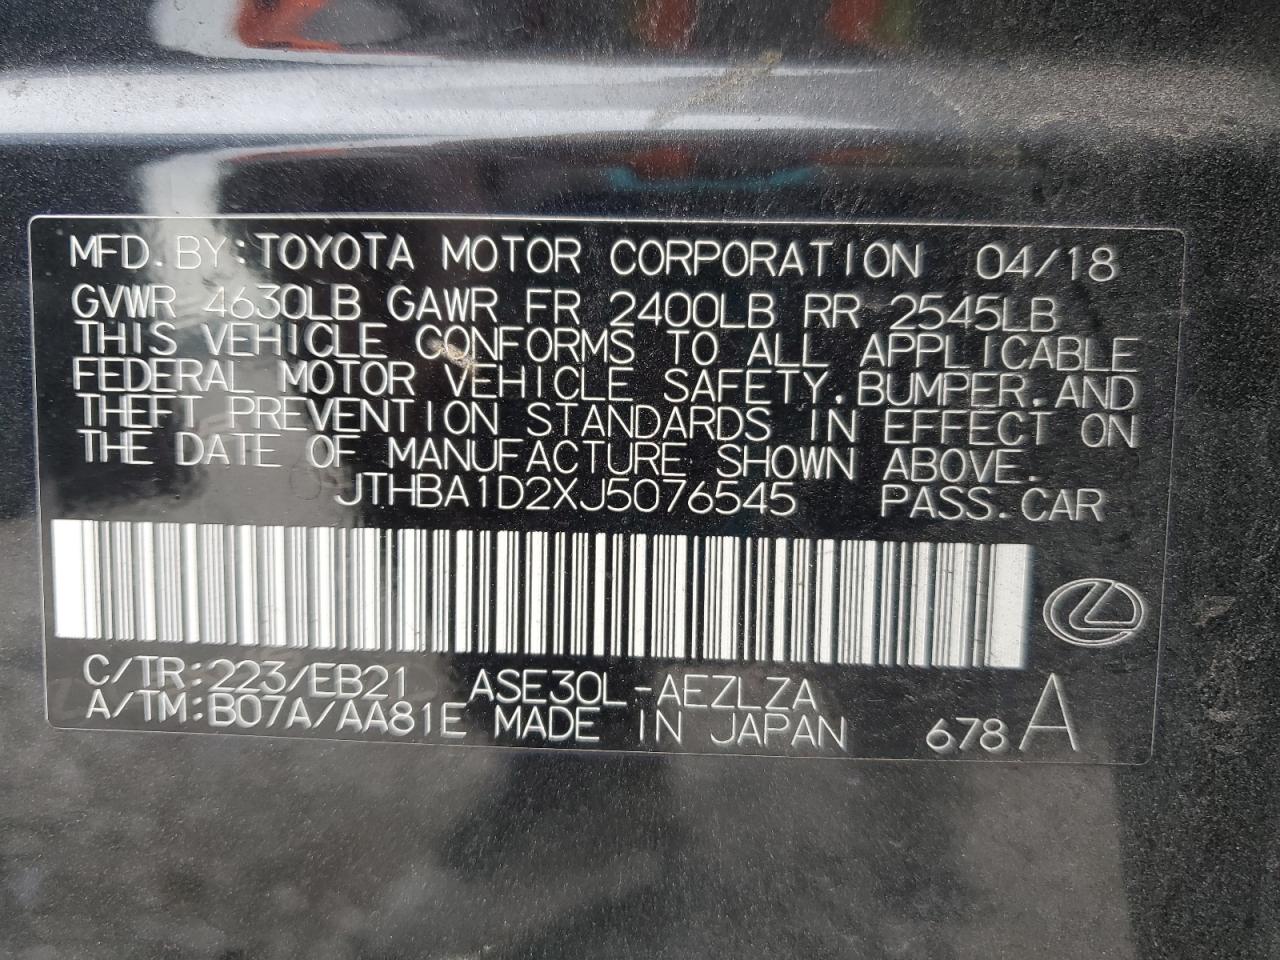 MFD. BY: TOYOTA MOTOR CORPORATION 04/18
GVWR 4630LB GAWR FR 2400LB RR 2545LB
THIS VEHICLE CONFORMS TO ALL APPLICABLE
FEDERAL MOTOR VEHICLE SAFETY, BUMPER, AND
THEFT PREVENTION STANDARDS IN EFFECT ON
THE DATE OF MANUFACTURE SHOWN ABOVE.
JTHBA1D2XJ5076545 PASS. CAR
C/TR: 223/EB21 ASE30L-AEZLZA
A/TM: B07A/AA81E MADE IN JAPAN 678 A